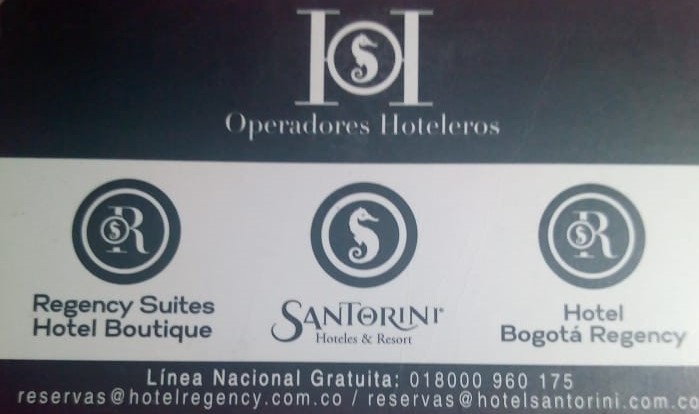 H
Operadores Hoteleros
R
Regency Suites
Hotel Boutique
SANTORINI
Hoteles & Resort
R
Hotel
Bogotá Regency
Línea Nacional Gratuita: 018000 960 175
reservas@hotelregency.com.co / reservas@hotelsantorini.com.co